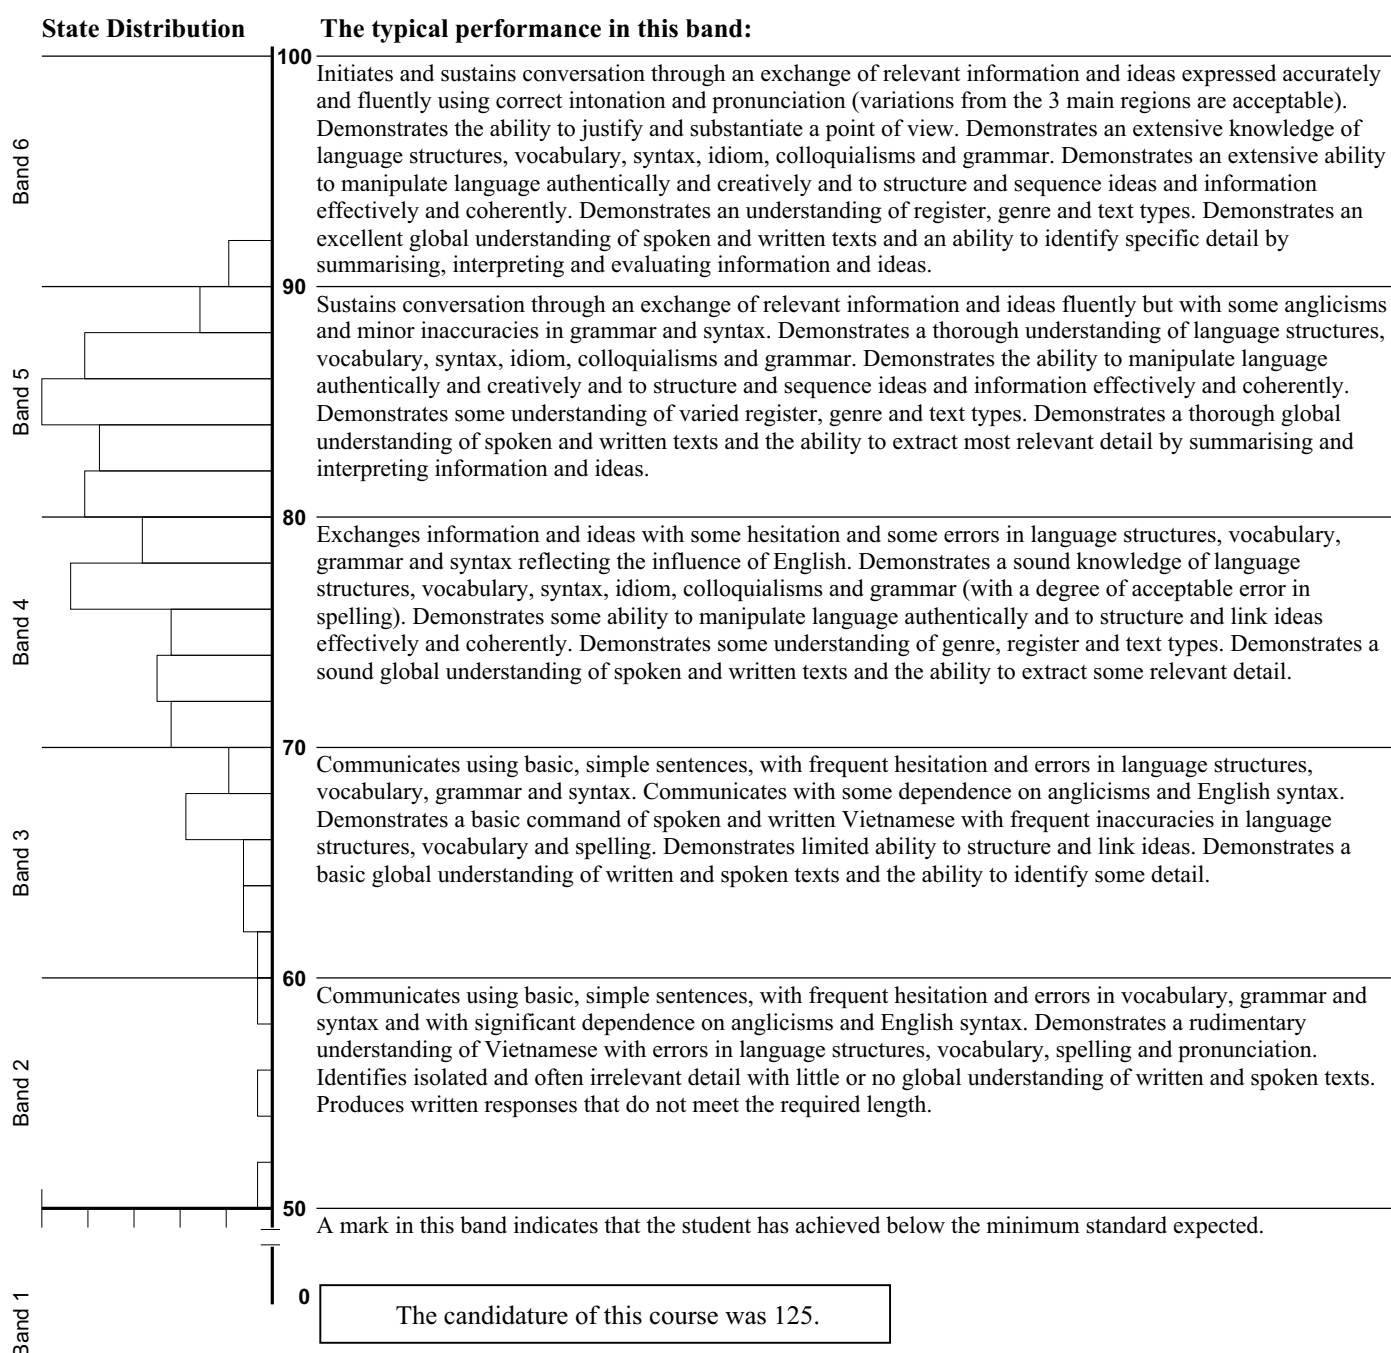 State Distribution
The typical performance in this band:
100
Band 6
Initiates and sustains conversation through an exchange of relevant information and ideas expressed accurately
and fluently using correct intonation and pronunciation (variations from the 3 main regions are acceptable).
Demonstrates the ability to justify and substantiate a point of view. Demonstrates an extensive knowledge of
language structures, vocabulary, syntax, idiom, colloquialisms and grammar. Demonstrates an extensive ability
to manipulate language authentically and creatively and to structure and sequence ideas and information
effectively and coherently. Demonstrates an understanding of register, genre and text types. Demonstrates an
excellent global understanding of spoken and written texts and an ability to identify specific detail by
summarising, interpreting and evaluating information and ideas.
90
Band 5
Sustains conversation through an exchange of relevant information and ideas fluently but with some anglicisms
and minor inaccuracies in grammar and syntax. Demonstrates a thorough understanding of language structures,
vocabulary, syntax, idiom, colloquialisms and grammar. Demonstrates the ability to manipulate language
authentically and creatively and to structure and sequence ideas and information effectively and coherently.
Demonstrates some understanding of varied register, genre and text types. Demonstrates a thorough global
understanding of spoken and written texts and the ability to extract most relevant detail by summarising and
interpreting information and ideas.
80
Band 4
Exchanges information and ideas with some hesitation and some errors in language structures, vocabulary,
grammar and syntax reflecting the influence of English. Demonstrates a sound knowledge of language
structures, vocabulary, syntax, idiom, colloquialisms and grammar (with a degree of acceptable error in
spelling). Demonstrates some ability to manipulate language authentically and to structure and link ideas
effectively and coherently. Demonstrates some understanding of genre, register and text types. Demonstrates a
sound global understanding of spoken and written texts and the ability to extract some relevant detail.
70
Band 3
Communicates using basic, simple sentences, with frequent hesitation and errors in language structures,
vocabulary, grammar and syntax. Communicates with some dependence on anglicisms and English syntax.
Demonstrates a basic command of spoken and written Vietnamese with frequent inaccuracies in language
structures, vocabulary and spelling. Demonstrates limited ability to structure and link ideas. Demonstrates a
basic global understanding of written and spoken texts and the ability to identify some detail.
60
Band 2
Communicates using basic, simple sentences, with frequent hesitation and errors in vocabulary, grammar and
syntax and with significant dependence on anglicisms and English syntax. Demonstrates a rudimentary
understanding of Vietnamese with errors in language structures, vocabulary, spelling and pronunciation.
Identifies isolated and often irrelevant detail with little or no global understanding of written and spoken texts.
Produces written responses that do not meet the required length.
50
A mark in this band indicates that the student has achieved below the minimum standard expected.
Band 1
0
The candidature of this course was 125.